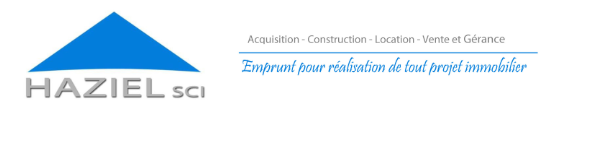 Acquisition - Construction - Location - Vente et Gérance
Emprunt pour réalisation de tout projet immobilier
HAZIEL SCI